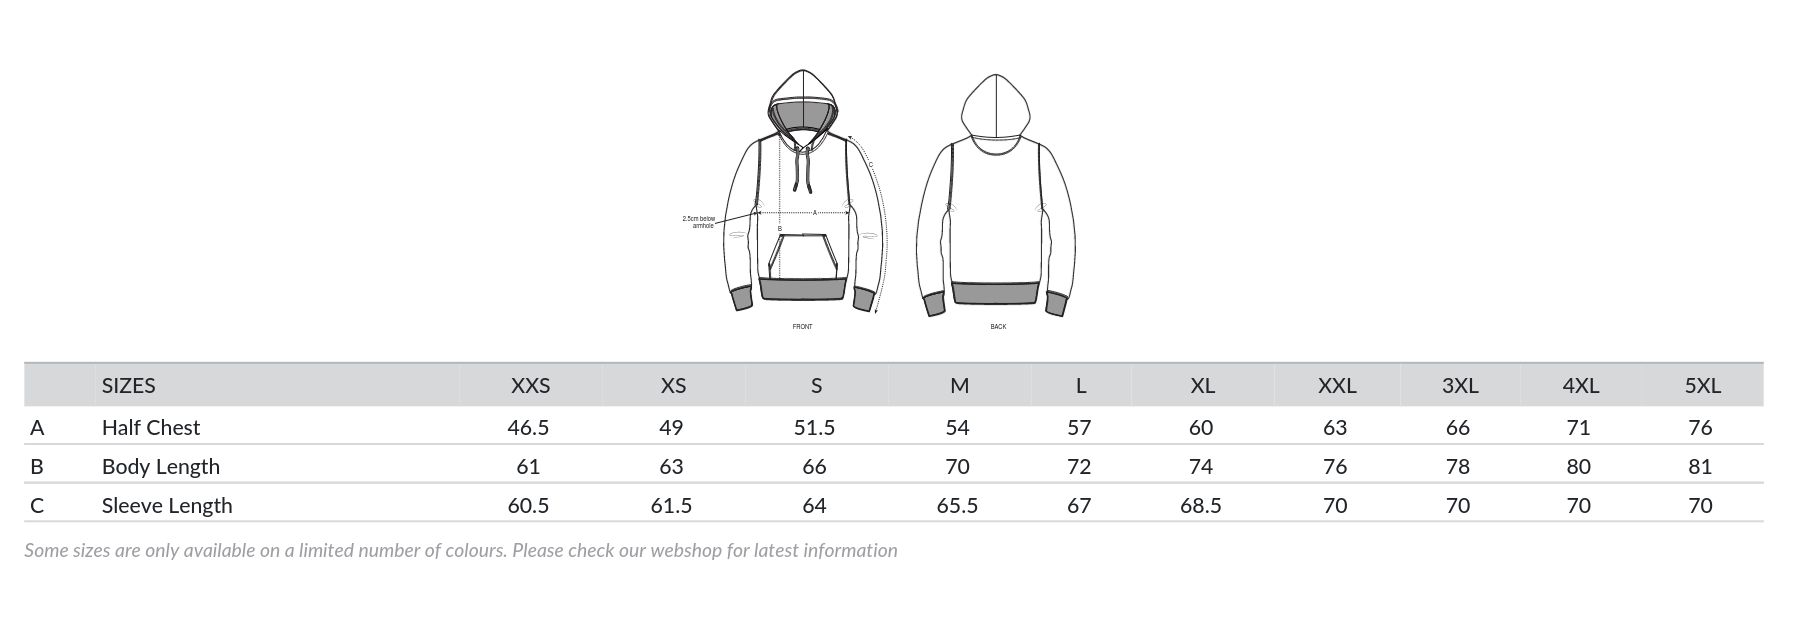 C
2.5cm below
armhole
A
B
FRONT
BACK
SIZES XXS XS S M L XL XXL 3XL 4XL 5XL
A Half Chest 46.5 49 51.5 54 57 60 63 66 71 76
B Body Length 61 63 66 70 72 74 76 78 80 81
C Sleeve Length 60.5 61.5 64 65.5 67 68.5 70 70 70 70
Some sizes are only available on a limited number of colours. Please check our webshop for latest information